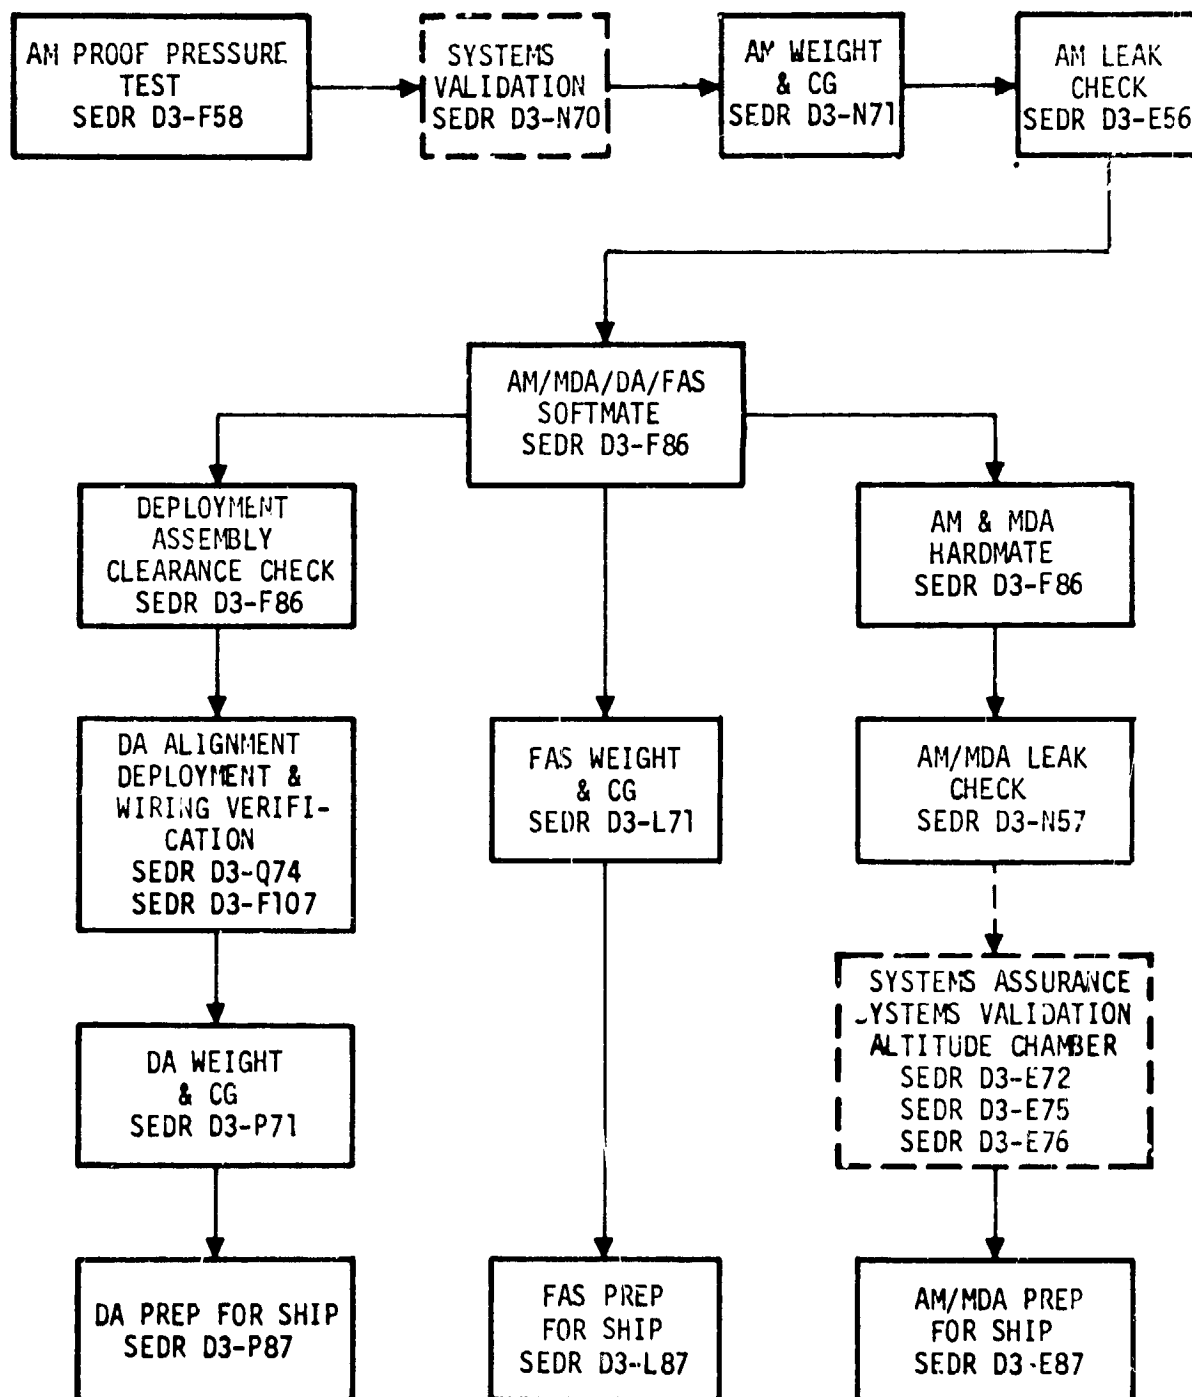 AM PROOF PRESSURE
TEST
SEDR D3-F58
SYSTEMS
VALIDATION
SEDR D3-N70
AM WEIGHT
& CG
SEDR D3-N71
AM LEAK
CHECK
SEDR D3-E56
AM/MDA/DA/FAS
SOFTMATE
SEDR D3-F86
DEPLOYMENT
ASSEMBLY
CLEARANCE CHECK
SEDR D3-F86
AM & MDA
HARDMATE
SEDR D3-F86
DA ALIGNMENT
DEPLOYMENT &
WIRING VERIFI-
CATION
SEDR D3-Q74
SEDR D3-F107
FAS WEIGHT
& CG
SEDR D3-L71
AM/MDA LEAK
CHECK
SEDR D3-N57
SYSTEMS ASSURANCE
SYSTEMS VALIDATION
ALTITUDE CHAMBER
SEDR D3-E72
SEDR D3-E75
SEDR D3-E76
DA WEIGHT
& CG
SEDR D3-P71
DA PREP FOR SHIP
SEDR D3-P87
FAS PREP
FOR SHIP
SEDR D3-L87
AM/MDA PREP
FOR SHIP
SEDR D3-E87